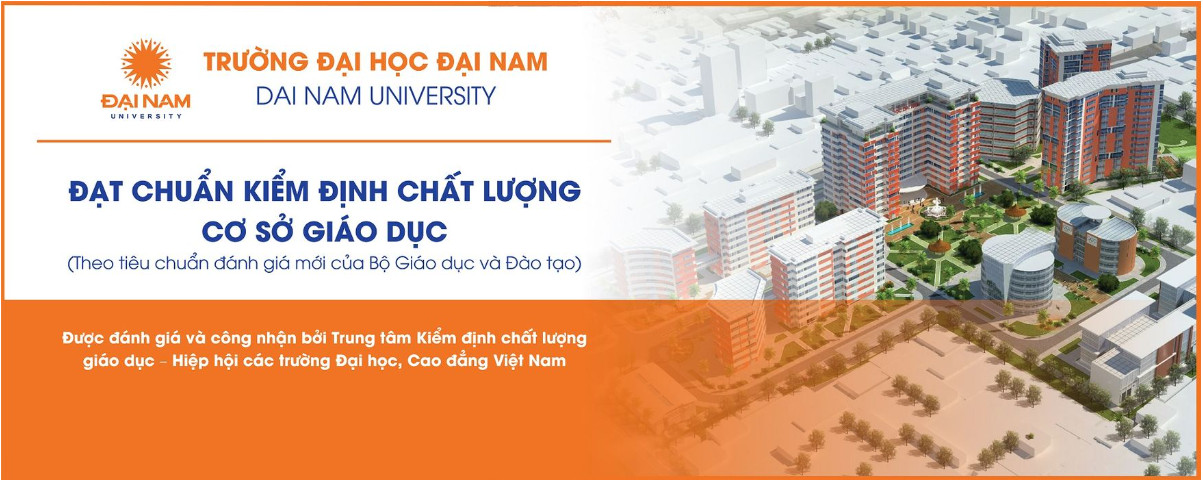 ĐẠI NAM
UNIVERSITY
TRƯỜNG ĐẠI HỌC ĐẠI NAM
DAI NAM UNIVERSITY
ĐẠT CHUẨN KIỂM ĐỊNH CHẤT LƯỢNG
CƠ SỞ GIÁO DỤC
(Theo tiêu chuẩn đánh giá mới của Bộ Giáo dục và Đào tạo)
Được đánh giá và công nhận bởi Trung tâm Kiểm định chất lượng
giáo dục – Hiệp hội các trường Đại học, Cao đẳng Việt Nam